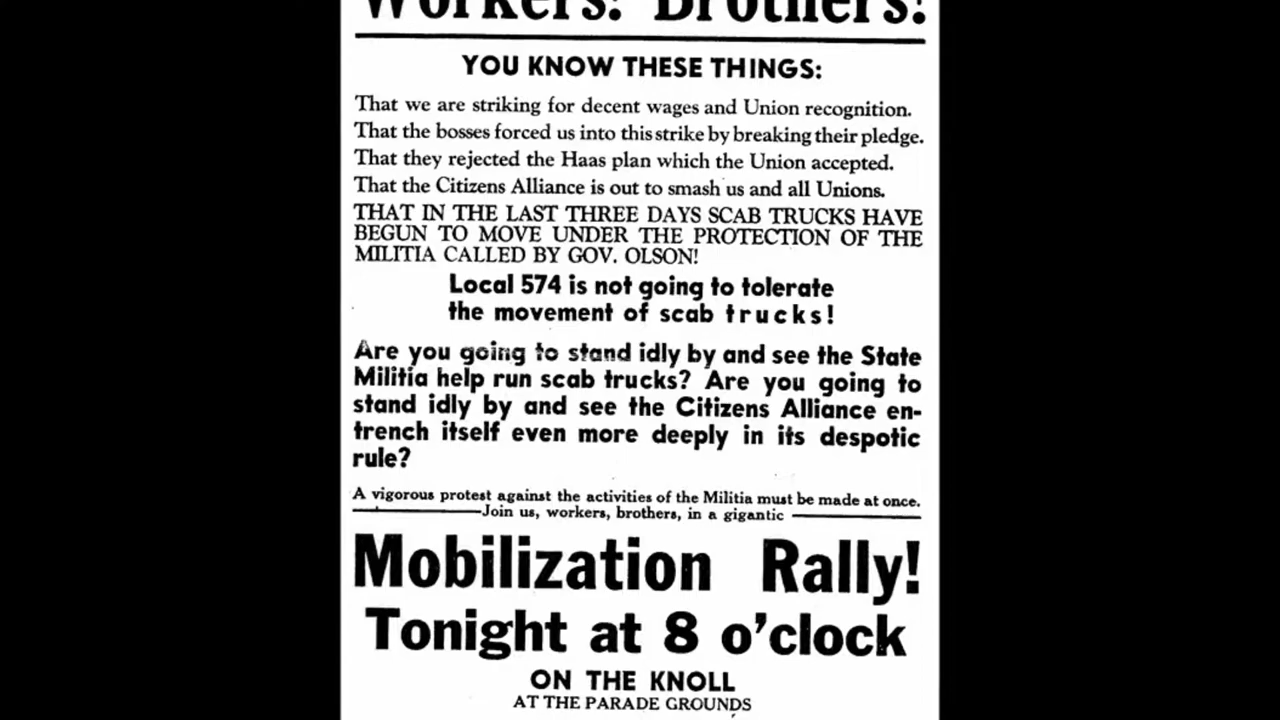 Workers! Brothers!
YOU KNOW THESE THINGS:
That we are striking for decent wages and Union recognition.
That the bosses forced us into this strike by breaking their pledge.
That they rejected the Haas plan which the Union accepted.
That the Citizens Alliance is out to smash us and all Unions.
THAT IN THE LAST THREE DAYS SCAB TRUCKS HAVE
BEGUN TO MOVE UNDER THE PROTECTION OF THE
MILITIA CALLED BY GOV. OLSON!
Local 574 is not going to tolerate
the movement of scab trucks!
Are you going to stand idly by and see the State
Militia help run scab trucks? Are you going to
stand idly by and see the Citizens Alliance en-
trench itself even more deeply in its despotic
rule?
A vigorous protest against the activities of the Militia must be made at once.
Join us, workers, brothers, in a gigantic
Mobilization Rally!
Tonight at 8 o'clock
ON THE KNOLL
AT THE PARADE GROUNDS